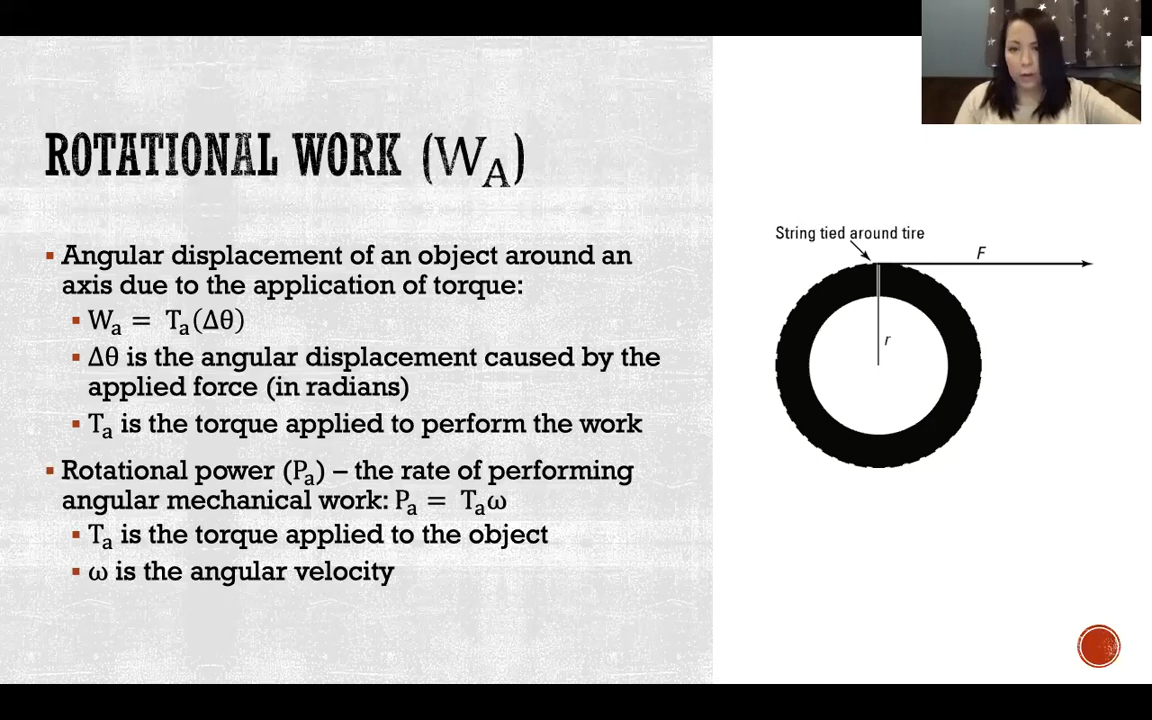 ROTATIONAL WORK (W_A)
▪ Angular displacement of an object around an
axis due to the application of torque:
▪ Wₐ = Tₐ(Δθ)
▪ Δθ is the angular displacement caused by the
applied force (in radians)
▪ Tₐ is the torque applied to perform the work
▪ Rotational power (Pₐ) – the rate of performing
angular mechanical work: Pₐ = Tₐω
▪ Tₐ is the torque applied to the object
▪ ω is the angular velocity
String tied around tire
F
r